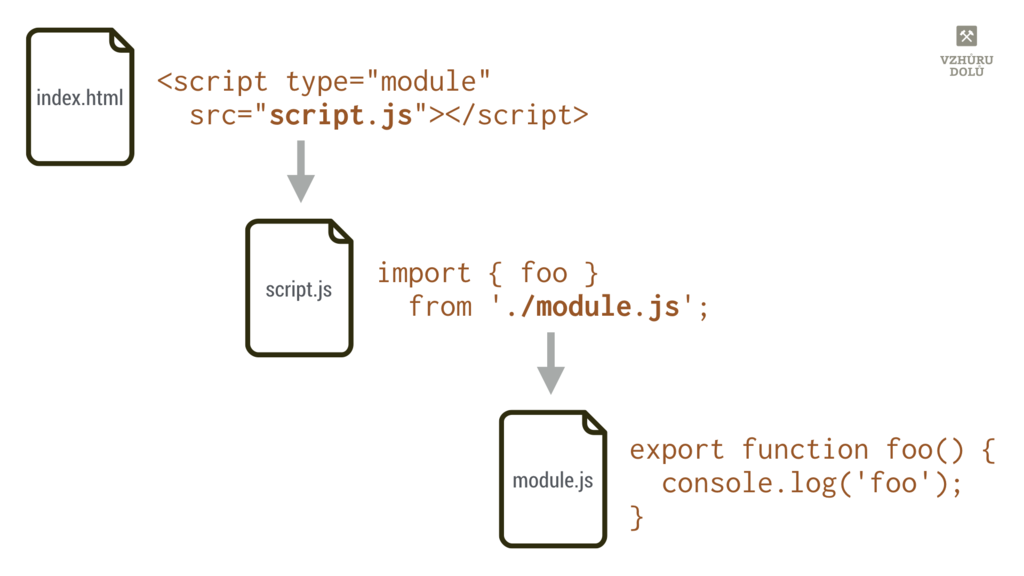 index.html
<script type="module"
src="script.js"></script>
VZHŮRU
DOLŮ
script.js
import { foo }
from './module.js';
module.js
export function foo() {
console.log('foo');
}